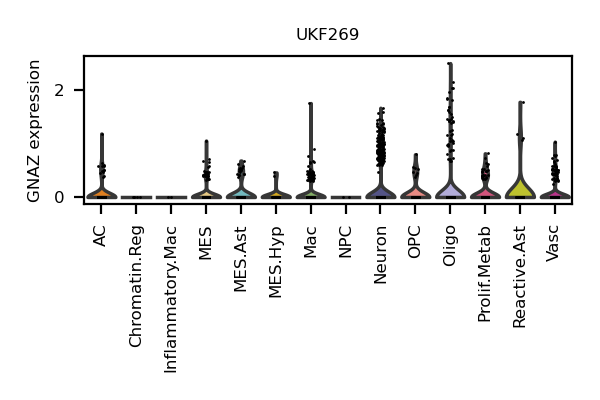 UKF269
GNAZ expression
2
0
AC
Chromatin.Reg
Inflammatory.Mac
MES
MES.Ast
MES.Hyp
Mac
NPC
Neuron
OPC
Oligo
Prolif.Metab
Reactive.Ast
Vasc